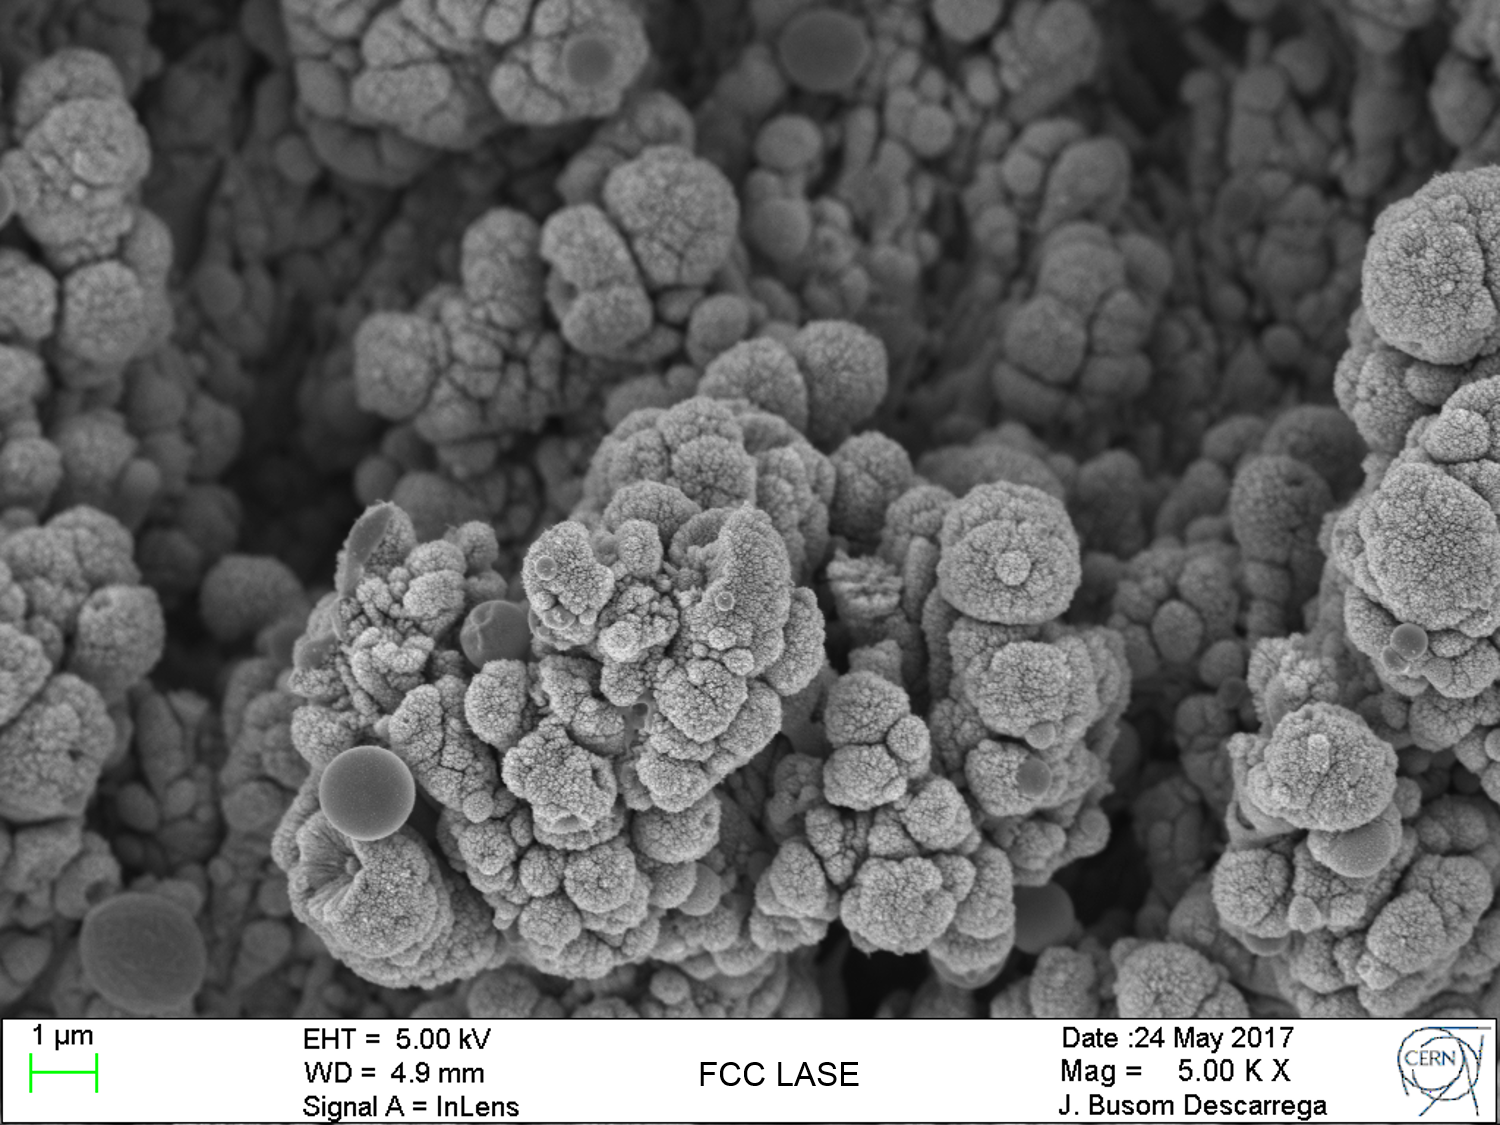 1 µm
EHT = 5.00 kV
WD = 4.9 mm
Signal A = InLens
FCC LASE
Date :24 May 2017
Mag = 5.00 K X
J. Busom Descarrega
CERN